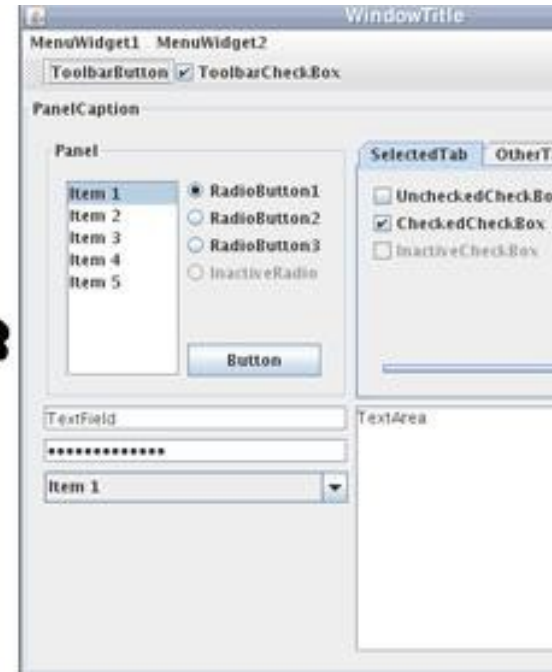 WindowTitle
MenuWidget1 MenuWidget2
ToolbarButton ToolbarCheckBox
PanelCaption
Panel
Item 1
Item 2
Item 3
Item 4
Item 5
RadioButton1
RadioButton2
RadioButton3
InactiveRadio
Button
SelectedTab OtherT
UncheckedCheckBo
CheckedCheckBox
InactiveCheckBox
TextField
•••••••••••••
Item 1
TextArea